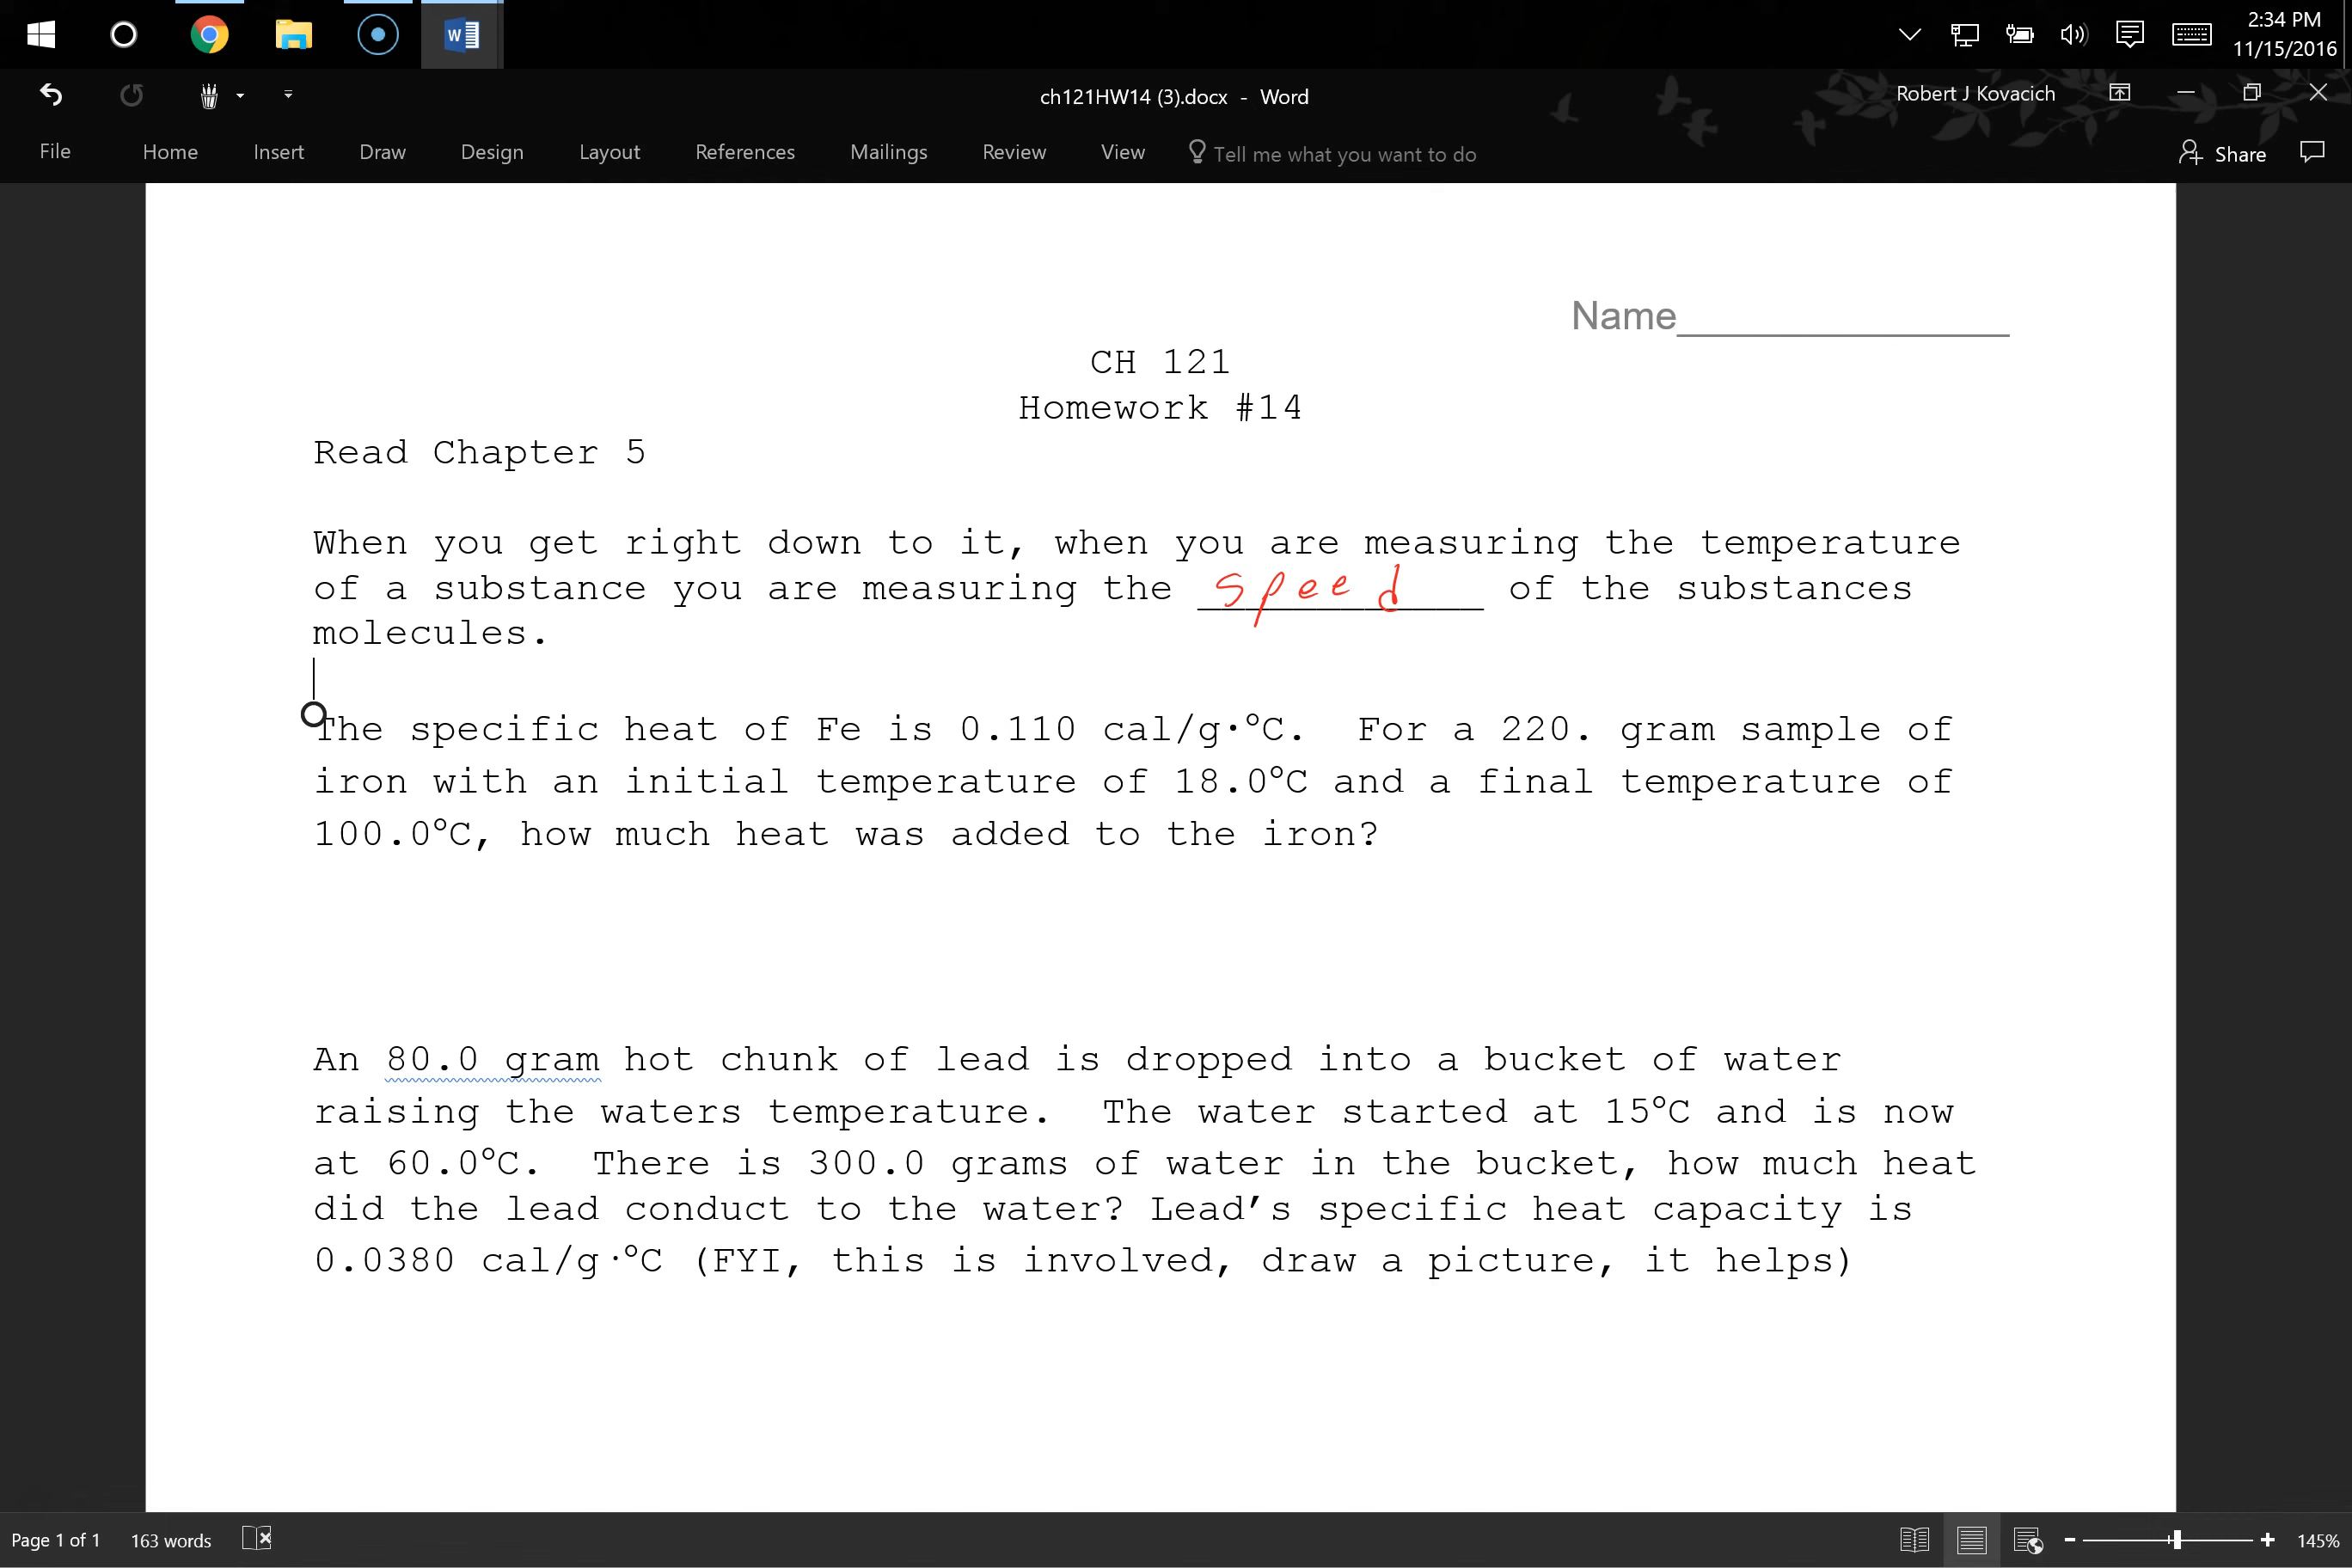 2:34 PM
11/15/2016
ch121HW14 (3).docx - Word
Robert J Kovacich
File Home Insert Draw Design Layout References Mailings Review View Tell me what you want to do Share
Name______________
CH 121
Homework #14
Read Chapter 5
When you get right down to it, when you are measuring the temperature
of a substance you are measuring the speed of the substances
molecules.
The specific heat of Fe is 0.110 cal/g·°C. For a 220. gram sample of
iron with an initial temperature of 18.0°C and a final temperature of
100.0°C, how much heat was added to the iron?
An 80.0 gram hot chunk of lead is dropped into a bucket of water
raising the waters temperature. The water started at 15°C and is now
at 60.0°C. There is 300.0 grams of water in the bucket, how much heat
did the lead conduct to the water? Lead's specific heat capacity is
0.0380 cal/g·°C (FYI, this is involved, draw a picture, it helps)
Page 1 of 1 163 words 145%